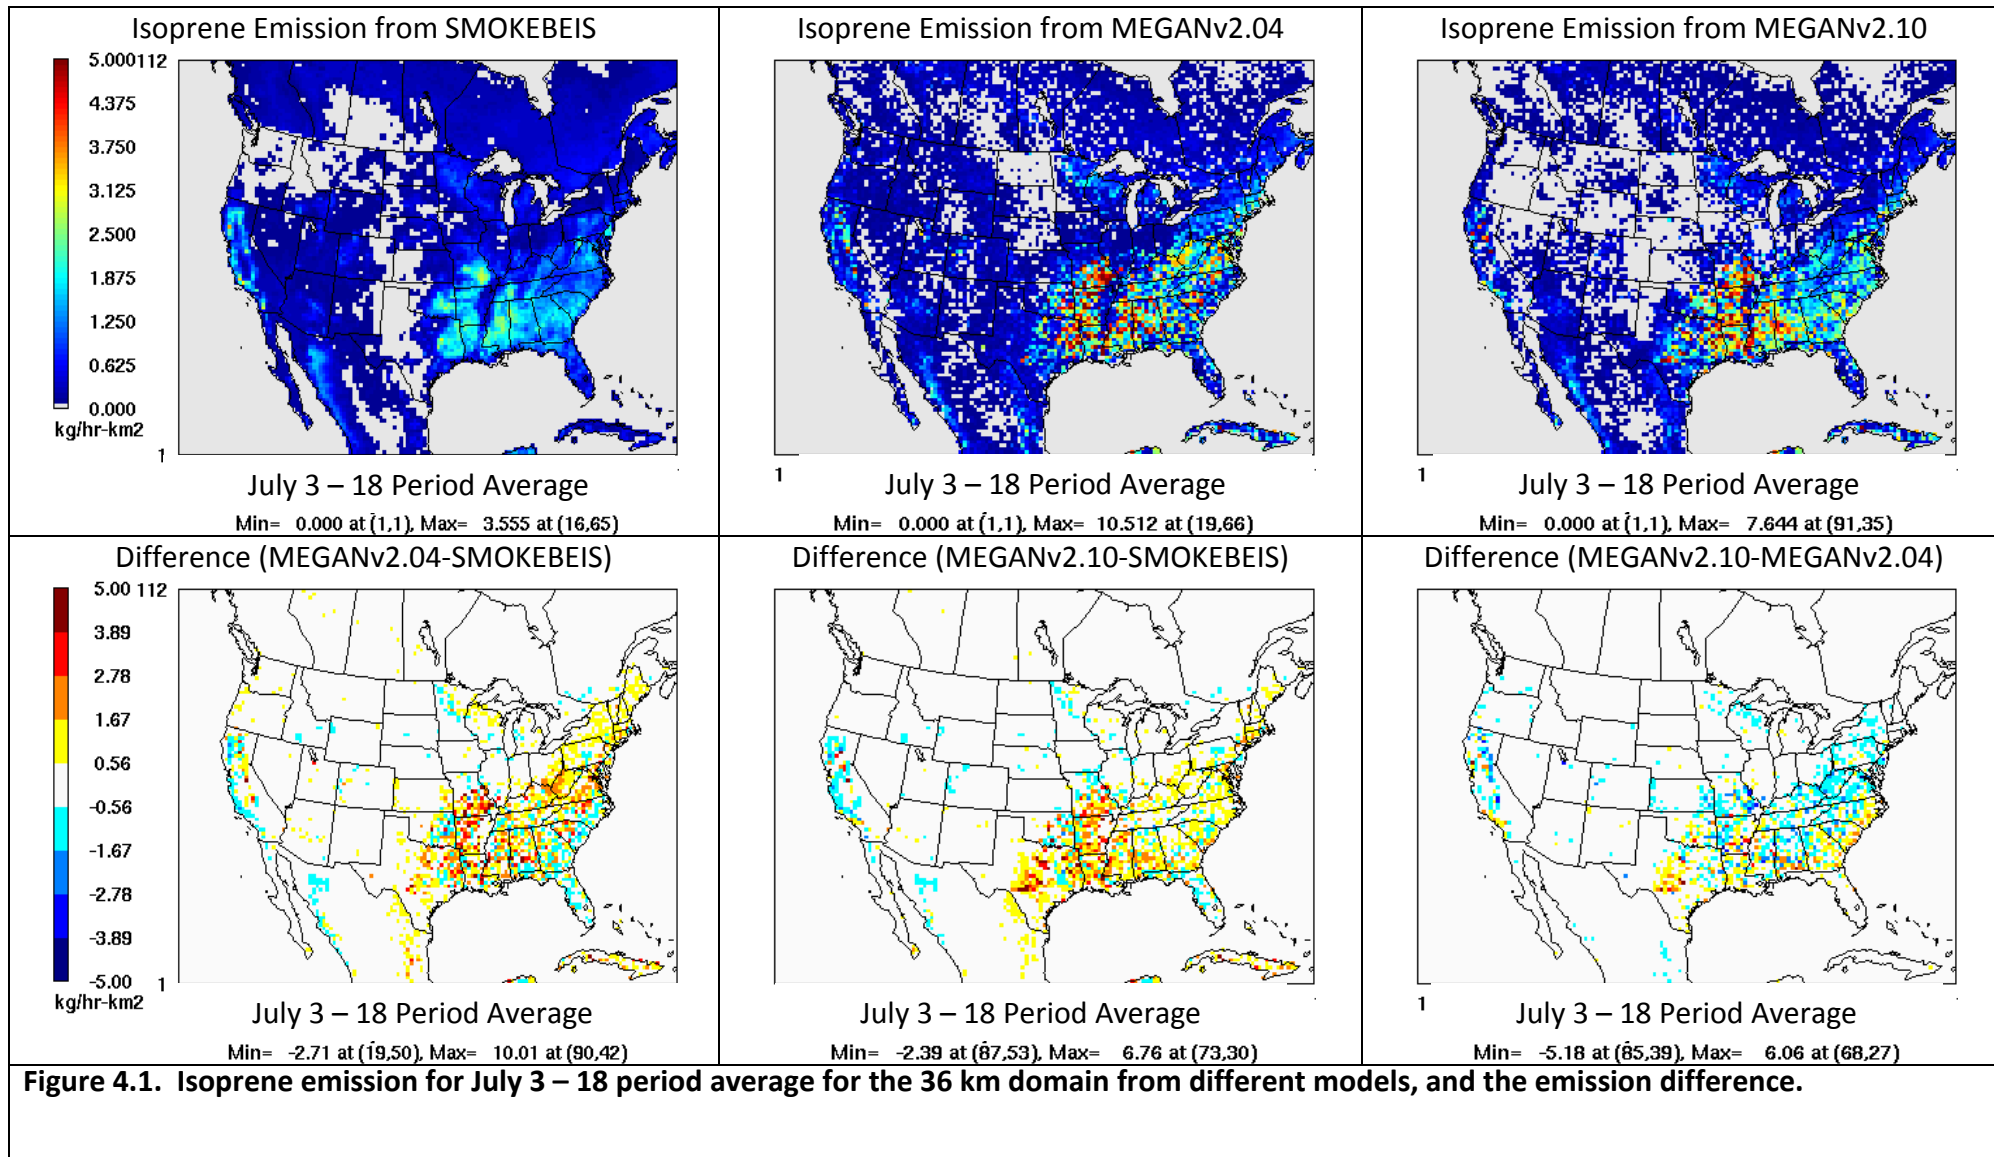 Isoprene Emission from SMOKEBEIS
5.000 112
4.375
3.750
3.125
2.500
1.875
1.250
0.625
0.000
kg/hr-km2
1
1
July 3 – 18 Period Average
Min= 0.000 at (1,1), Max= 3.555 at (16,65)
Isoprene Emission from MEGANv2.04
1
1
July 3 – 18 Period Average
Min= 0.000 at (1,1), Max= 10.512 at (19,66)
Isoprene Emission from MEGANv2.10
1
1
July 3 – 18 Period Average
Min= 0.000 at (1,1), Max= 7.644 at (91,35)
Difference (MEGANv2.04-SMOKEBEIS)
5.00 112
3.89
2.78
1.67
0.56
-0.56
-1.67
-2.78
-3.89
-5.00
kg/hr-km2
1
July 3 – 18 Period Average
Min= -2.71 at (19,50), Max= 10.01 at (90,42)
Difference (MEGANv2.10-SMOKEBEIS)
1
July 3 – 18 Period Average
Min= -2.39 at (87,53), Max= 6.76 at (73,30)
Difference (MEGANv2.10-MEGANv2.04)
1
July 3 – 18 Period Average
Min= -5.18 at (85,39), Max= 6.06 at (68,27)
Figure 4.1. Isoprene emission for July 3 – 18 period average for the 36 km domain from different models, and the emission difference.